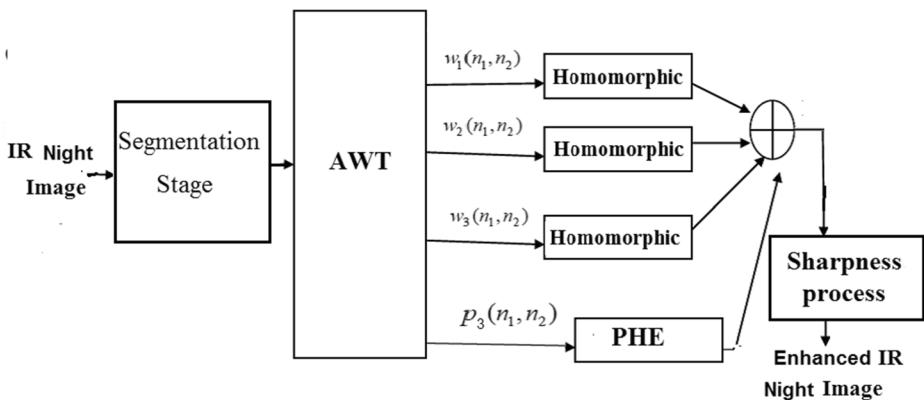 IR Night
Image
Segmentation
Stage
AWT
w₁(n₁,n₂)
Homomorphic
w₂(n₁,n₂)
Homomorphic
w₃(n₁,n₂)
Homomorphic
p₃(n₁,n₂)
PHE
Sharpness
process
Enhanced IR
Night Image